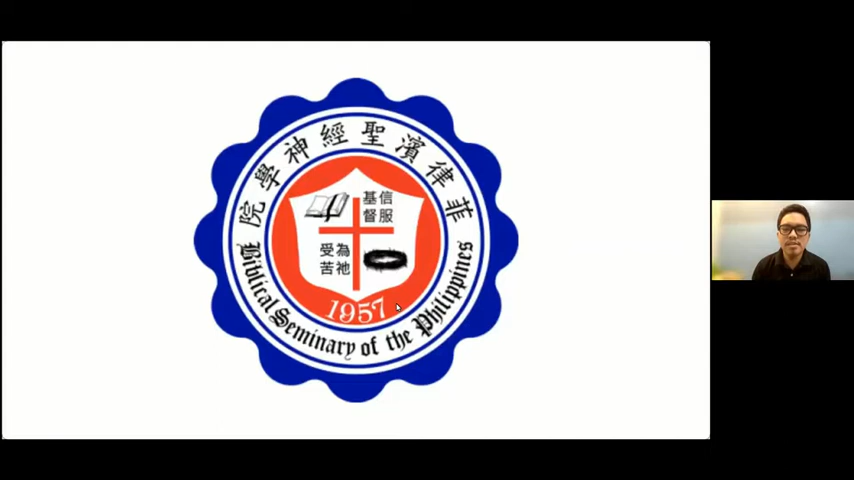 菲律濱聖經神學院
信服
基督
為祂
受苦
1957
Biblical Seminary of the Philippines